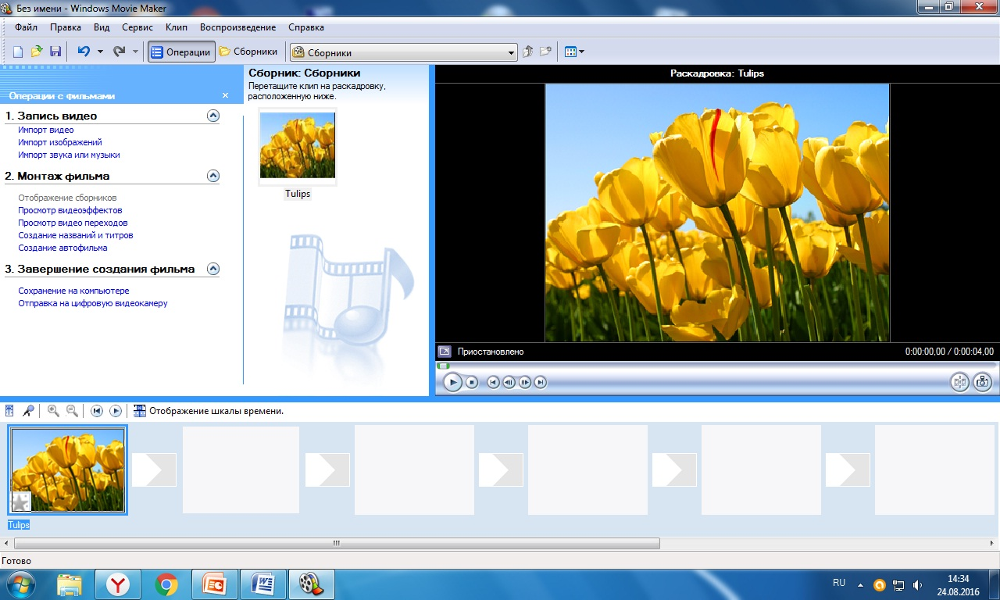 Без имени - Windows Movie Maker
Файл Правка Вид Сервис Клип Воспроизведение Справка
Операции Сборники Сборники
Операции с фильмами
1. Запись видео
Импорт видео
Импорт изображений
Импорт звука или музыки
2. Монтаж фильма
Отображение сборников
Просмотр видеоэффектов
Просмотр видео переходов
Создание названий и титров
Создание автофильма
3. Завершение создания фильма
Сохранение на компьютере
Отправка на цифровую видеокамеру
Сборник: Сборники
Перетащите клип на раскадровку,
расположенную ниже.
Tulips
Раскадровка: Tulips
Приостановлено 0:00:00,00 / 0:00:04,00
Отображение шкалы времени.
Tulips
Готово
RU
14:34
24.08.2016